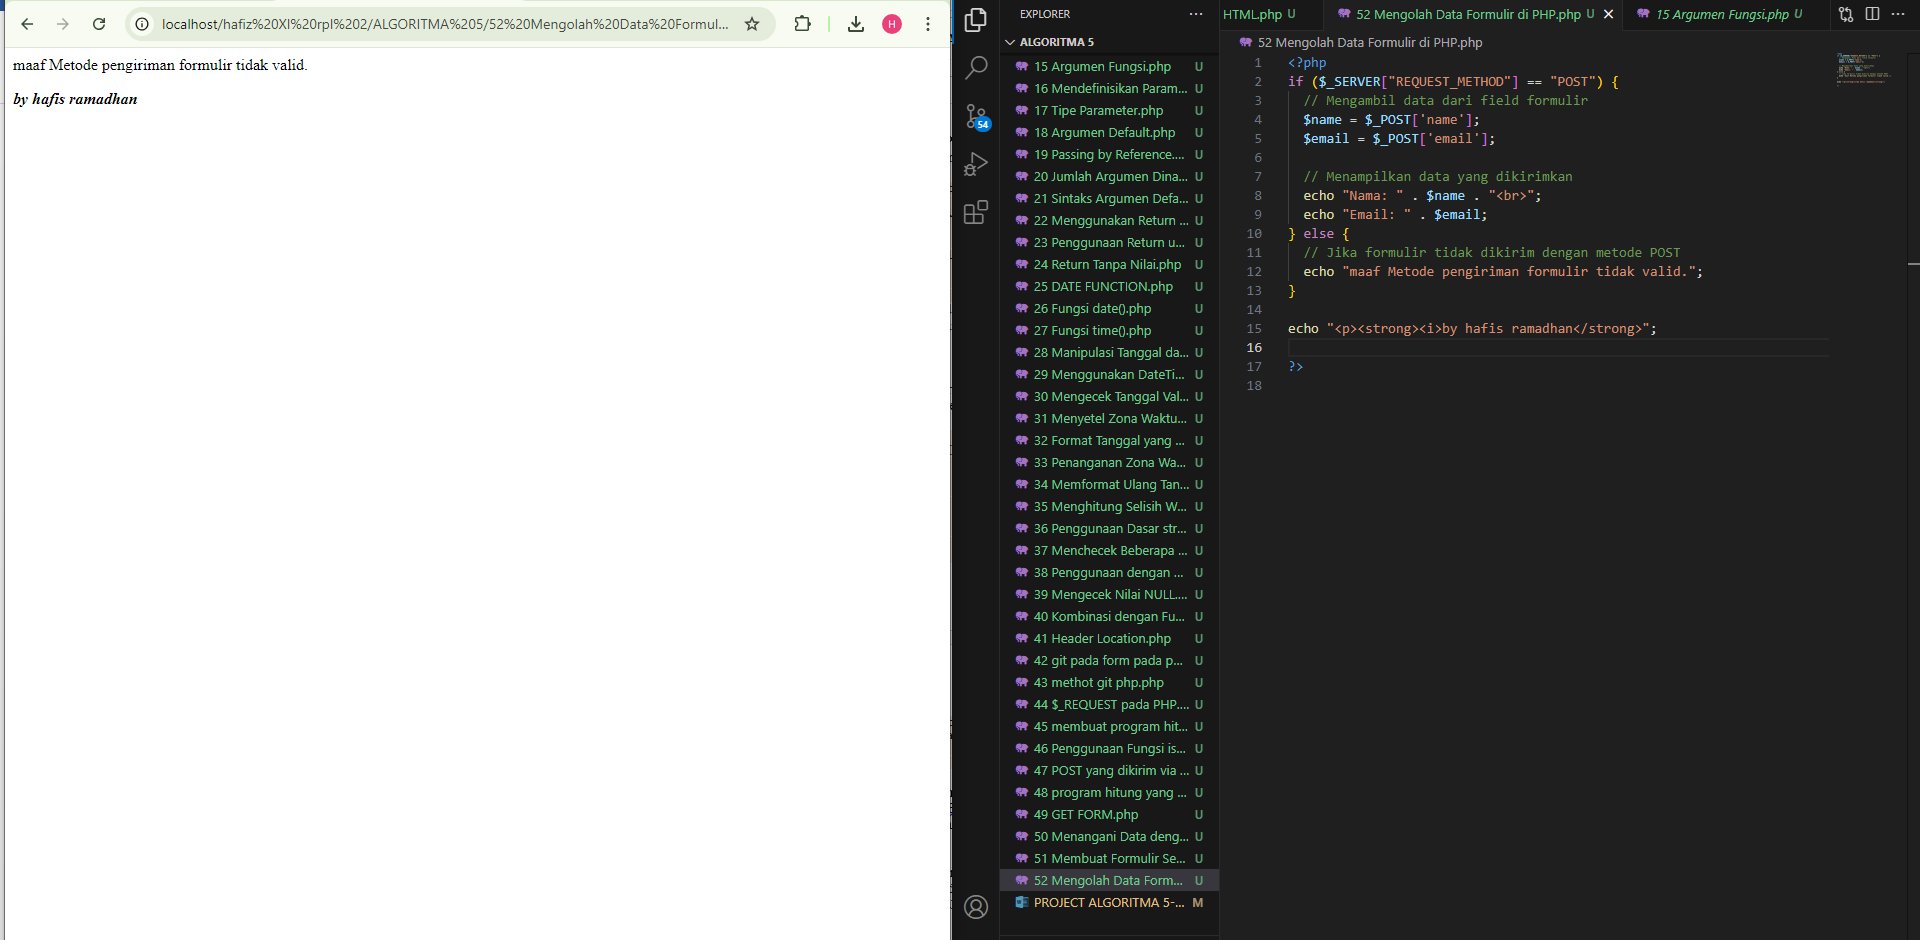 localhost/hafiz%20XI%20rpl%202/ALGORITMA%205/52%20Mengolah%20Data%20Formul...
H
maaf Metode pengiriman formulir tidak valid.
by hafis ramadhan
54
EXPLORER
ALGORITMA 5
15 Argumen Fungsi.php U
16 Mendefinisikan Param... U
17 Tipe Parameter.php U
18 Argumen Default.php U
19 Passing by Reference.... U
20 Jumlah Argumen Dina... U
21 Sintaks Argumen Defa... U
22 Menggunakan Return ... U
23 Penggunaan Return u... U
24 Return Tanpa Nilai.php U
25 DATE FUNCTION.php U
26 Fungsi date().php U
27 Fungsi time().php U
28 Manipulasi Tanggal da... U
29 Menggunakan DateTi... U
30 Mengecek Tanggal Val... U
31 Menyetel Zona Waktu... U
32 Format Tanggal yang ... U
33 Penanganan Zona Wa... U
34 Memformat Ulang Tan... U
35 Menghitung Selisih W... U
36 Penggunaan Dasar str... U
37 Menchecek Beberapa ... U
38 Penggunaan dengan ... U
39 Mengecek Nilai NULL.... U
40 Kombinasi dengan Fu... U
41 Header Location.php U
42 git pada form pada p... U
43 methot git php.php U
44 $_REQUEST pada PHP.... U
45 membuat program hit... U
46 Penggunaan Fungsi is... U
47 POST yang dikirim via ... U
48 program hitung yang ... U
49 GET FORM.php U
50 Menangani Data deng... U
51 Membuat Formulir Se... U
52 Mengolah Data Form... U
PROJECT ALGORITMA 5-... M
HTML.php U
52 Mengolah Data Formulir di PHP.php U
15 Argumen Fungsi.php U
52 Mengolah Data Formulir di PHP.php
1 <?php
2 if ($_SERVER["REQUEST_METHOD"] == "POST") {
3 // Mengambil data dari field formulir
4 $name = $_POST['name'];
5 $email = $_POST['email'];
6
7 // Menampilkan data yang dikirimkan
8 echo "Nama: " . $name . "<br>";
9 echo "Email: " . $email;
10 } else {
11 // Jika formulir tidak dikirim dengan metode POST
12 echo "maaf Metode pengiriman formulir tidak valid.";
13 }
14
15 echo "<p><strong><i>by hafis ramadhan</strong>";
16
17 ?>
18